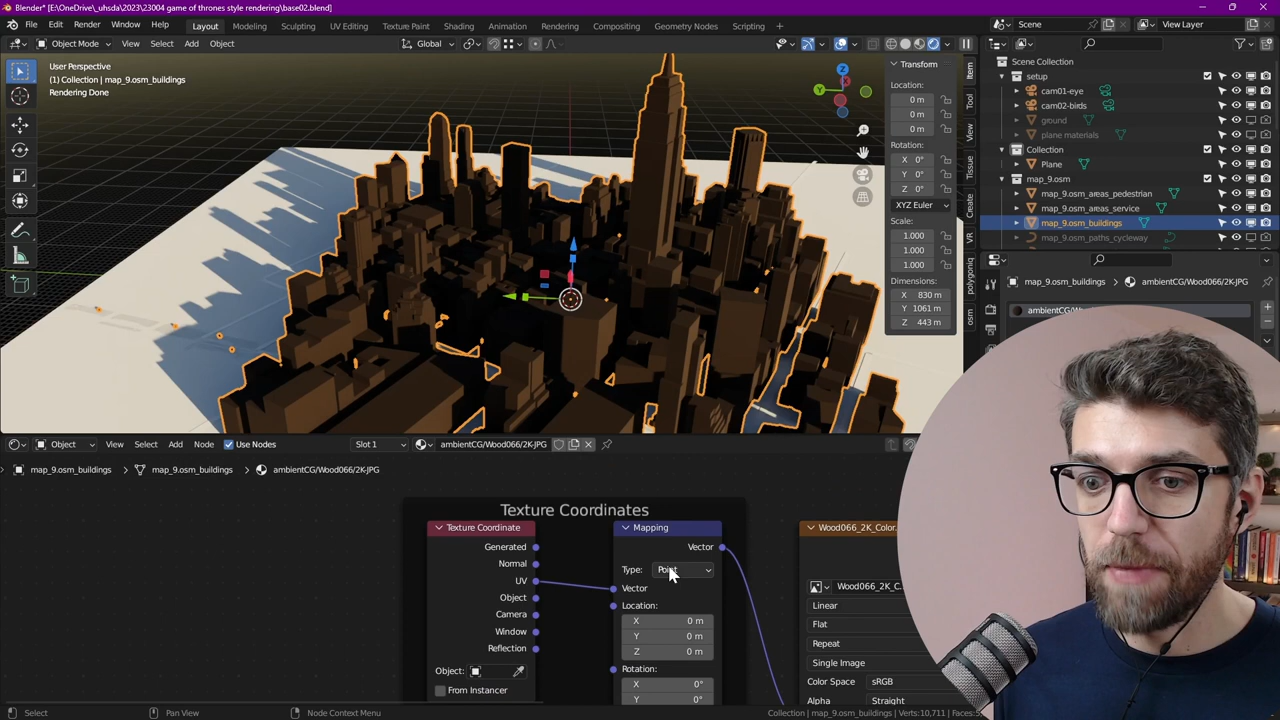 Blender* [E:\OneDrive\_uhsda\2023\23004 game of thrones style rendering\base02.blend]
File Edit Render Window Help Layout Modeling Sculpting UV Editing Texture Paint Shading Animation Rendering Compositing Geometry Nodes Scripting Scene View Layer
Object Mode View Select Add Object Global
User Perspective
(1) Collection | map_9.osm_buildings
Rendering Done
Z
Y
X
Transform
Location:
0 m
0 m
0 m
Rotation:
X 0°
Y 0°
Z 0°
XYZ Euler
Scale:
1.000
1.000
1.000
Dimensions:
X 830 m
Y 1061 m
Z 443 m
Item
Tool
View
Tissue
Create
VR
polygoniq
osm
Scene Collection
setup
cam01-eye
cam02-birds
ground
plane materials
Collection
Plane
map_9.osm
map_9.osm_areas_pedestrian
map_9.osm_areas_service
map_9.osm_buildings
map_9.osm_paths_cycleway
map_9.osm_buildings ambientCG/Wood066/2K-JPG
Object View Select Add Node Use Nodes Slot 1 ambientCG/Wood066/2K-JPG
map_9.osm_buildings map_9.osm_buildings ambientCG/Wood066/2K-JPG
Texture Coordinates
Texture Coordinate
Generated
Normal
UV
Object
Camera
Window
Reflection
Object:
From Instancer
Mapping
Vector
Type: Point
Vector
Location:
X 0 m
Y 0 m
Z 0 m
Rotation:
X 0°
Y 0°
Wood066_2K_Color.
Wood066_2K_C..
Linear
Flat
Repeat
Single Image
Color Space sRGB
Alpha Straight
Select Pan View Node Context Menu
Collection | map_9.osm_buildings | Verts:10,711 | Faces:5,